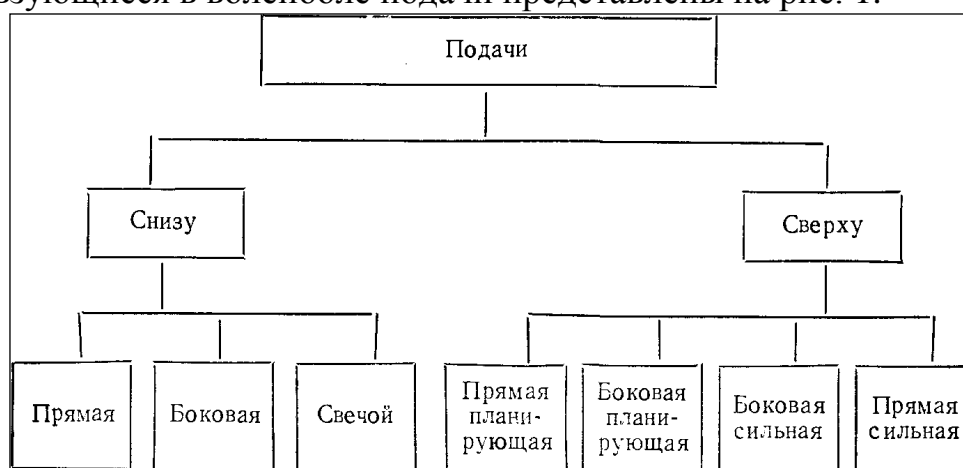 зующиеся в волейболе подачи представлены на рис. 1.
Подачи
Снизу
Сверху
Прямая
Боковая
Свечой
Прямая
плани-
рующая
Боковая
плани-
рующая
Боковая
сильная
Прямая
сильная